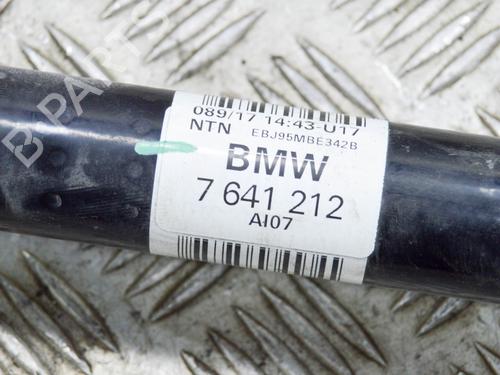 B PARTS
089/17 14:43-U17
NTN EBJ95MBE342B
BMW
7 641 212
AI07